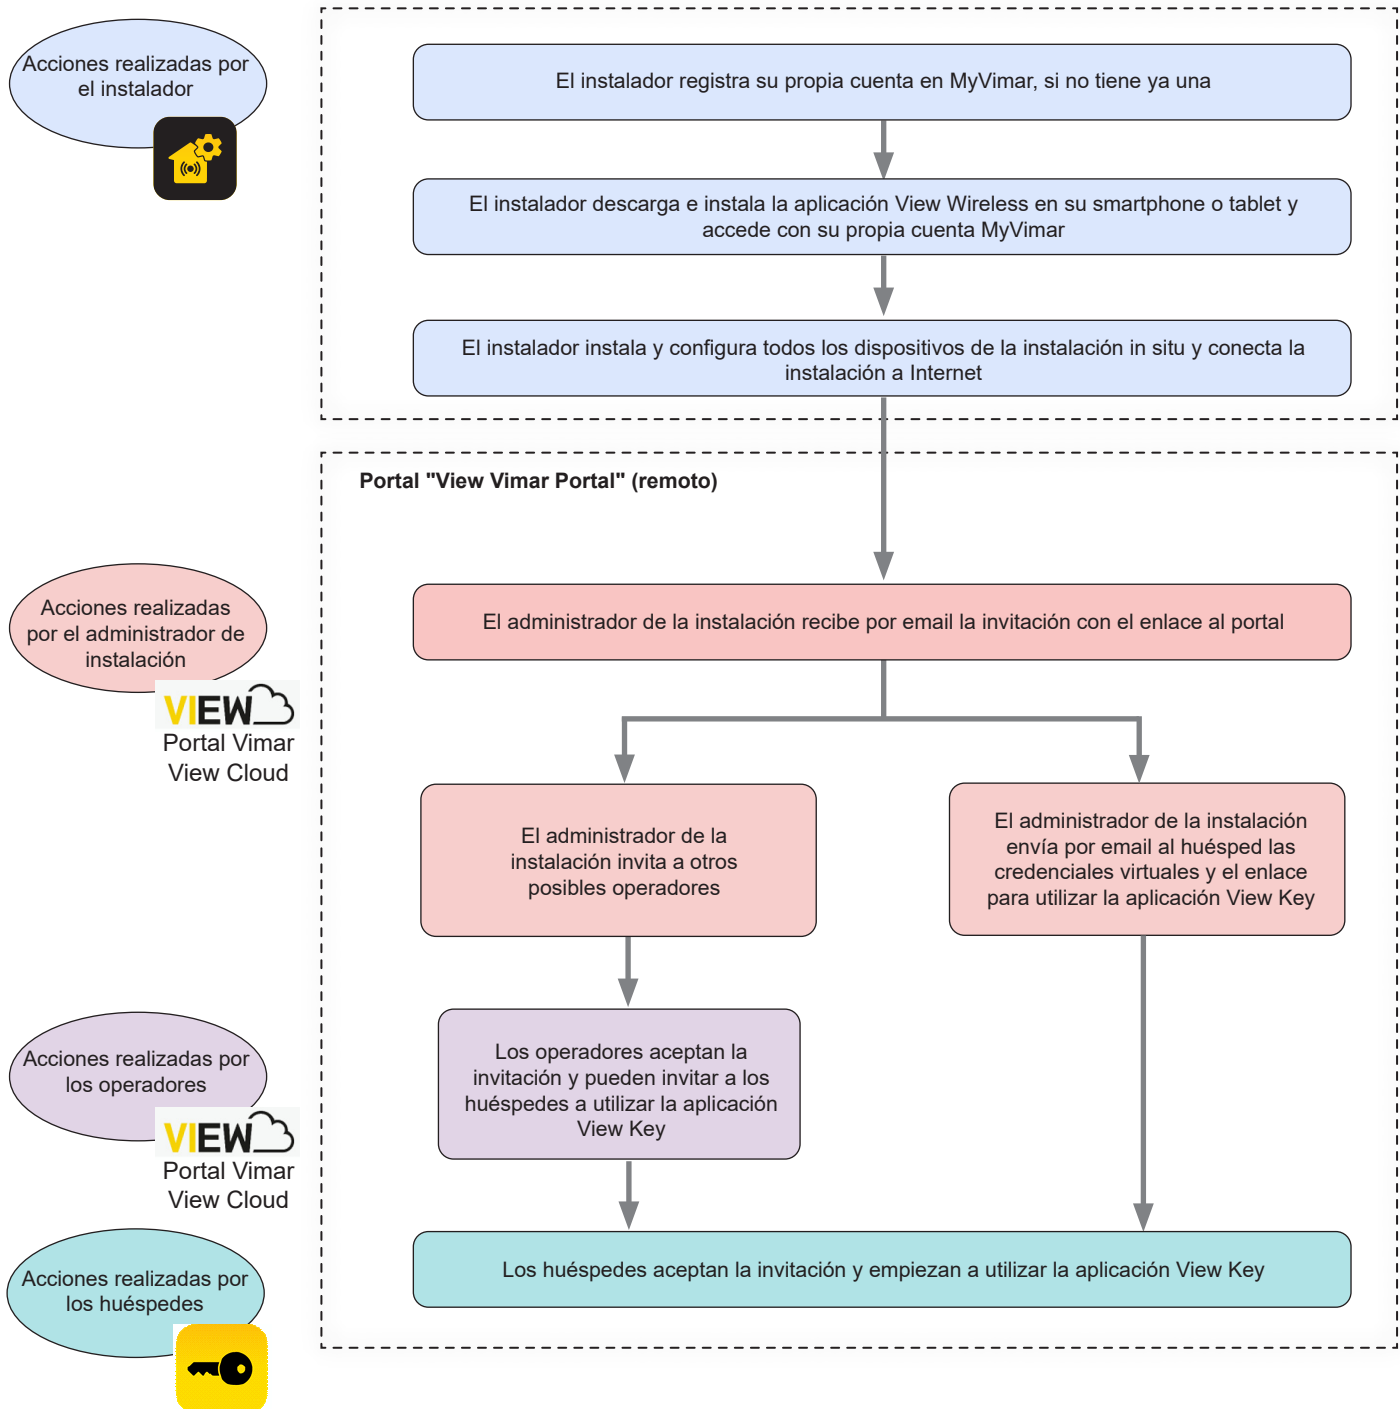 Acciones realizadas por
el instalador
El instalador registra su propia cuenta en MyVimar, si no tiene ya una
El instalador descarga e instala la aplicación View Wireless en su smartphone o tablet y
accede con su propia cuenta MyVimar
El instalador instala y configura todos los dispositivos de la instalación in situ y conecta la
instalación a Internet
Portal "View Vimar Portal" (remoto)
Acciones realizadas
por el administrador de
instalación
VIEW
Portal Vimar
View Cloud
El administrador de la instalación recibe por email la invitación con el enlace al portal
El administrador de la
instalación invita a otros
posibles operadores
El administrador de la instalación
envía por email al huésped las
credenciales virtuales y el enlace
para utilizar la aplicación View Key
Acciones realizadas por
los operadores
VIEW
Portal Vimar
View Cloud
Los operadores aceptan la
invitación y pueden invitar a los
huéspedes a utilizar la aplicación
View Key
Acciones realizadas por
los huéspedes
Los huéspedes aceptan la invitación y empiezan a utilizar la aplicación View Key